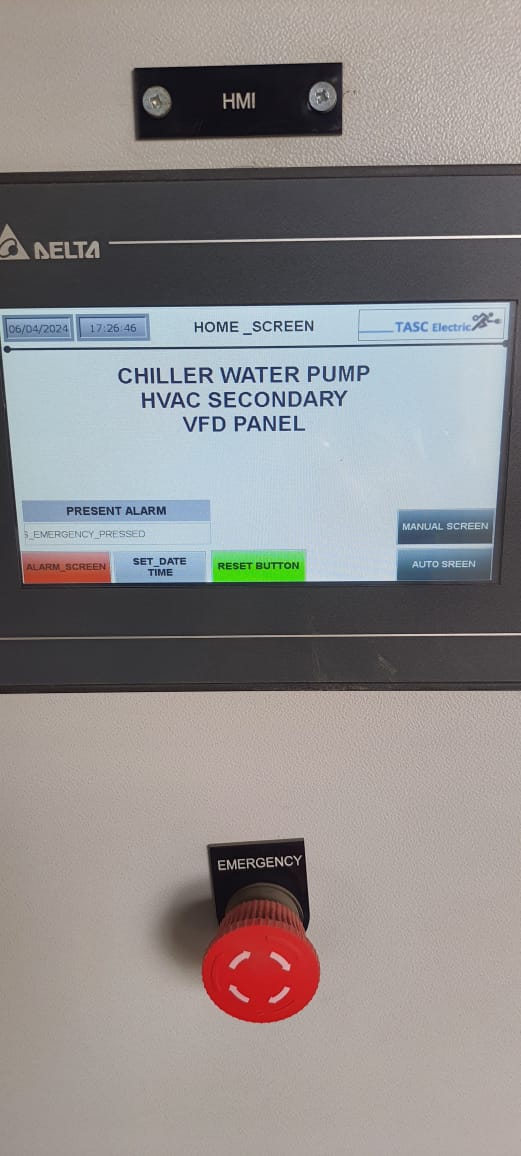 HMI
DELTA
06/04/2024 17:26:46 HOME _SCREEN TASC Electric
CHILLER WATER PUMP
HVAC SECONDARY
VFD PANEL
PRESENT ALARM
S_EMERGENCY_PRESSED
MANUAL SCREEN
ALARM_SCREEN
SET_DATE
TIME
RESET BUTTON
AUTO SREEN
EMERGENCY